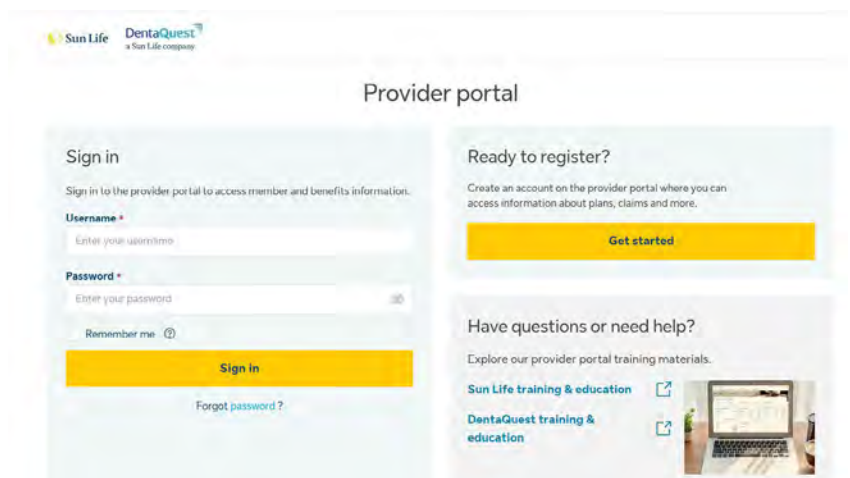 Sun Life
DentaQuest
a Sun Life company
Provider portal
Sign in
Sign in to the provider portal to access member and benefits information.
Username *
Enter your username
Password *
Enter your password
Remember me ?
Sign in
Forgot password ?
Ready to register?
Create an account on the provider portal where you can
access information about plans, claims and more.
Get started
Have questions or need help?
Explore our provider portal training materials.
Sun Life training & education
DentaQuest training &
education